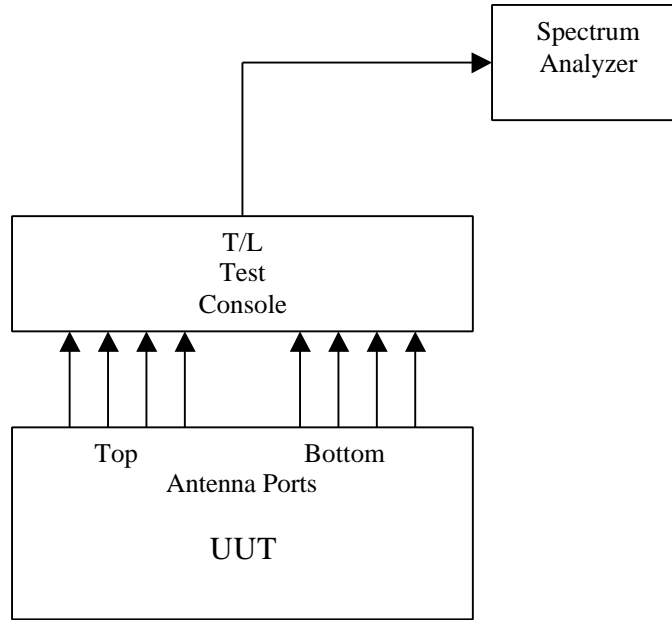 Spectrum
Analyzer
T/L
Test
Console
Top Bottom
Antenna Ports
UUT